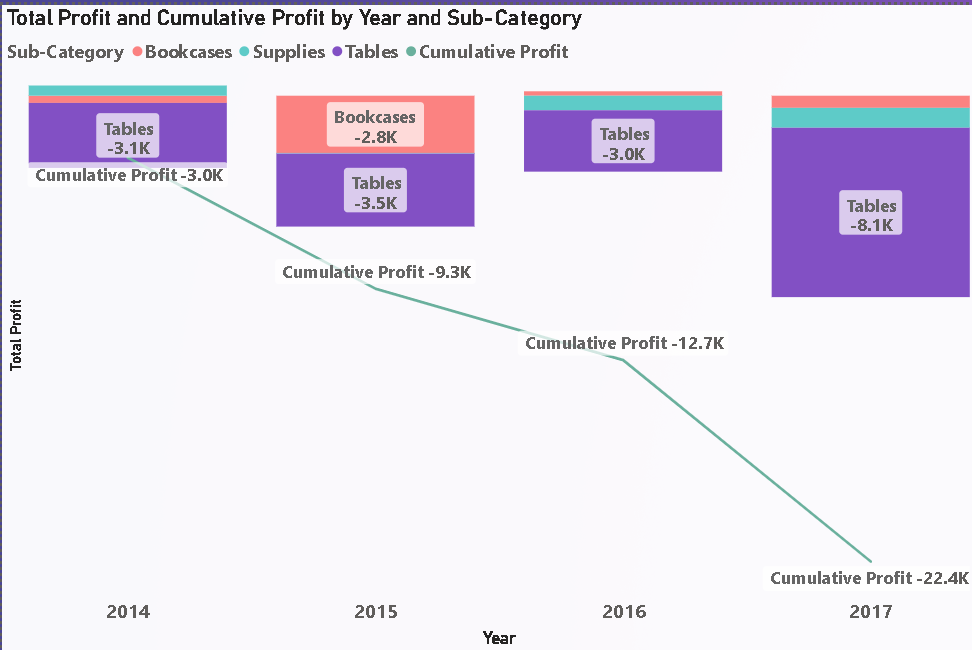 Total Profit and Cumulative Profit by Year and Sub-Category
Sub-Category Bookcases Supplies Tables Cumulative Profit
Tables
-3.1K
Cumulative Profit -3.0K
Bookcases
-2.8K
Tables
-3.5K
Cumulative Profit -9.3K
Tables
-3.0K
Cumulative Profit -12.7K
Tables
-8.1K
Cumulative Profit -22.4K
Total Profit
2014 2015 2016 2017
Year